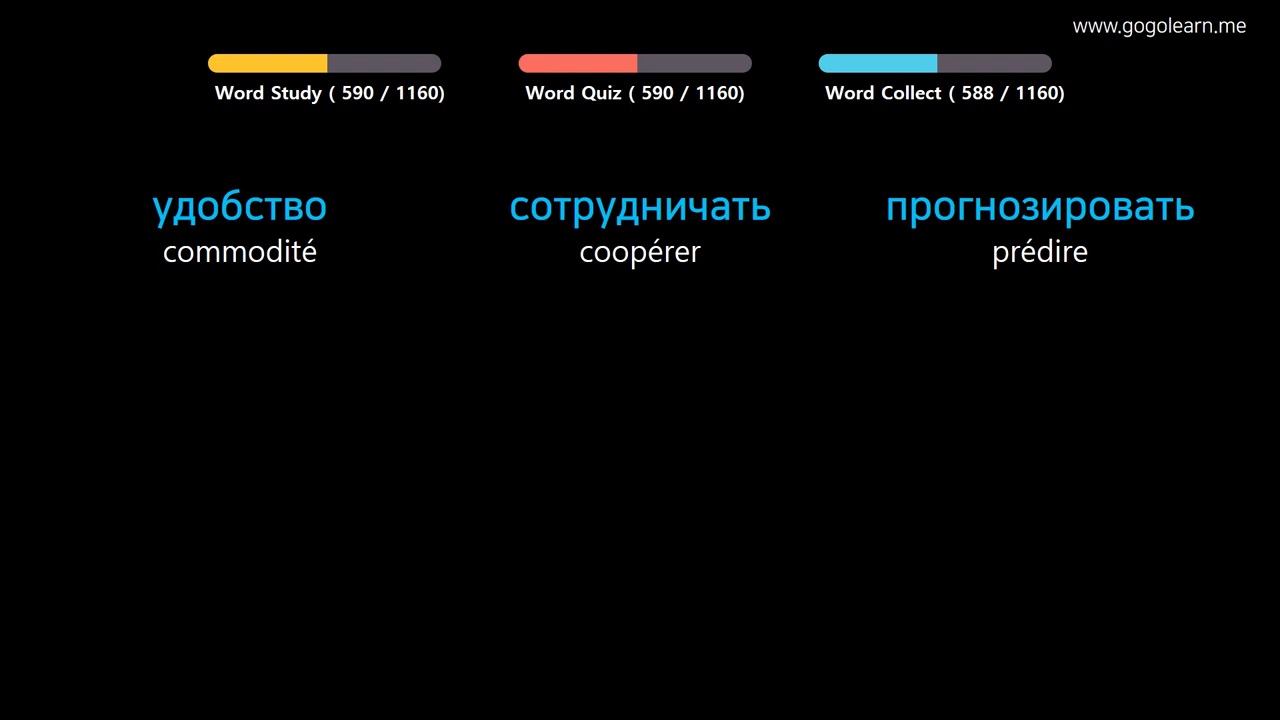 www.gogolearn.me
Word Study ( 590 / 1160)
Word Quiz ( 590 / 1160)
Word Collect ( 588 / 1160)
удобство
commodité
сотрудничать
coopérer
прогнозировать
prédire